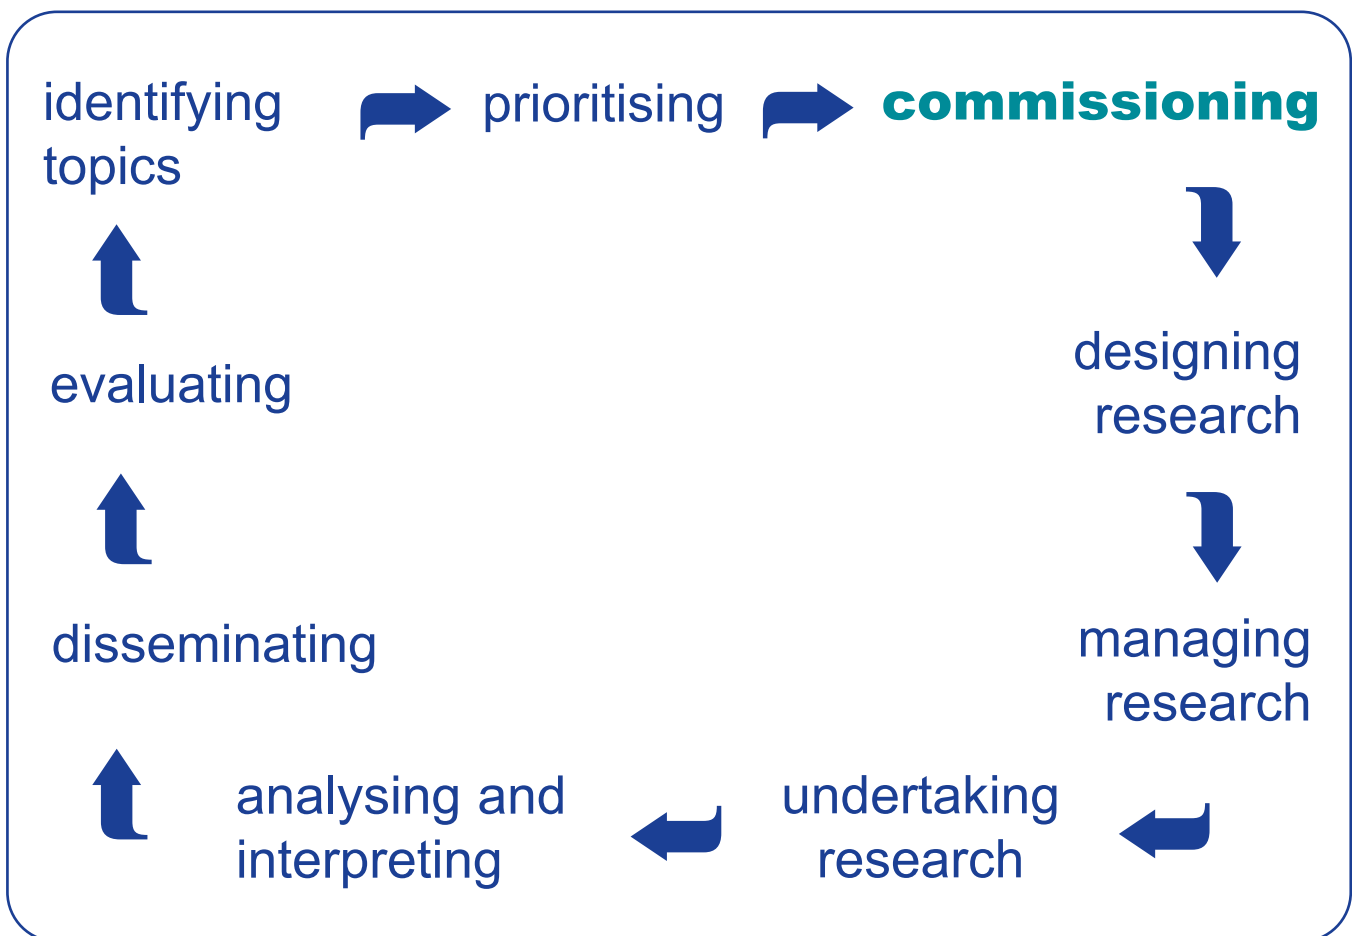 identifying
topics
prioritising
commissioning
designing
research
managing
research
undertaking
research
analysing and
interpreting
disseminating
evaluating